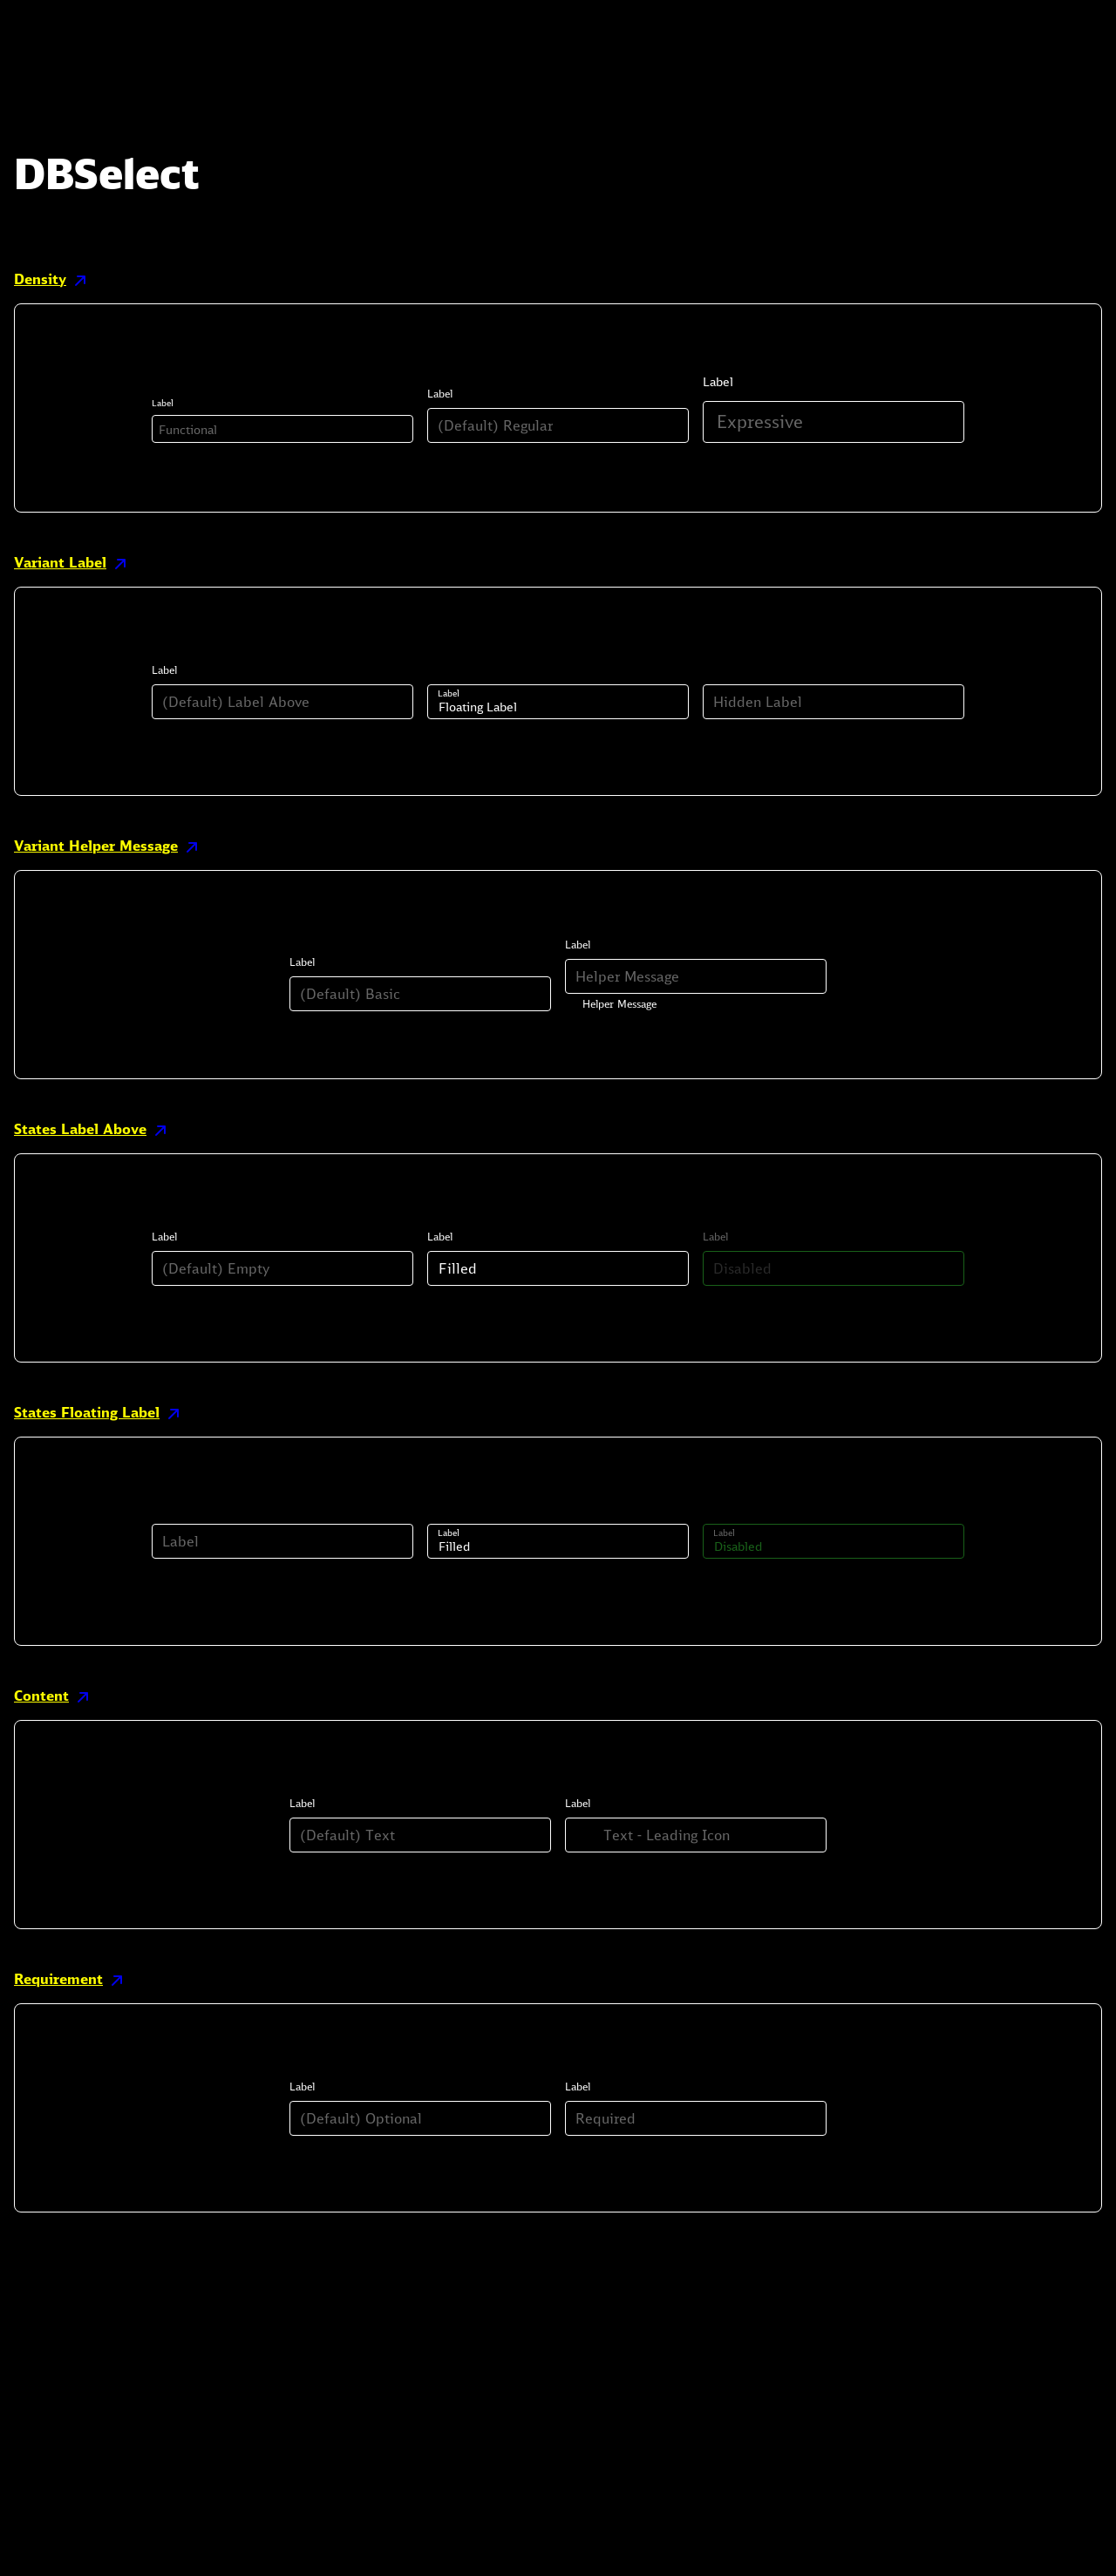 DBSelect
Density
Label
Label
Label
Functional
(Default) Regular
Expressive
Variant Label
Label
(Default) Label Above
Label
Floating Label
Hidden Label
Variant Helper Message
Label
(Default) Basic
Label
Helper Message
Helper Message
States Label Above
Label
Label
Label
(Default) Empty
Filled
Disabled
States Floating Label
Label
Label
Filled
Label
Disabled
Content
Label
Label
(Default) Text
Text - Leading Icon
Requirement
Label
Label
(Default) Optional
Required